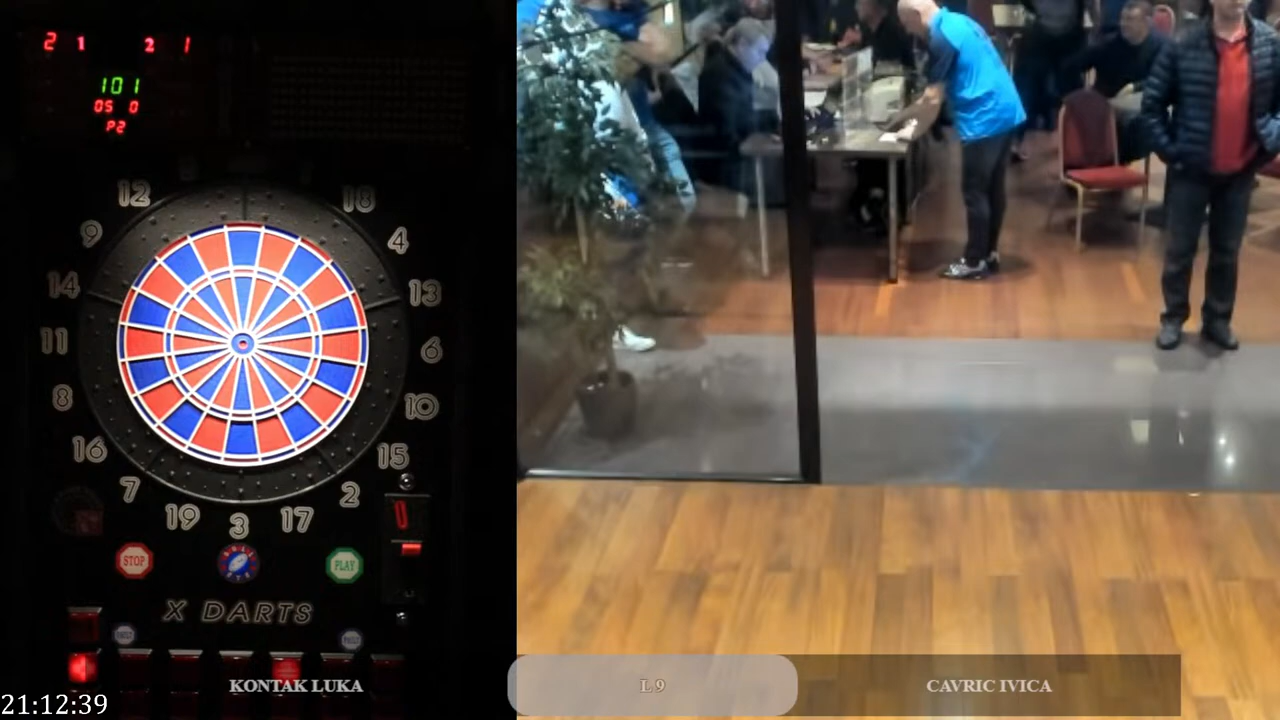 2 1 2 1
101
05 0
P2
12 18
9 4
14 13
11 6
8 10
16 15
7 2
19 3 17
0
STOP PLAY
X DARTS
KONTAK LUKA L 9 CAVRIC IVICA
21:12:39